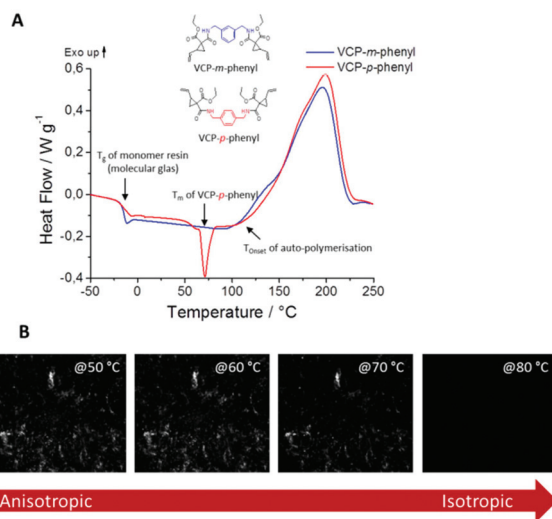 A
Exo up
VCP-m-phenyl
VCP-p-phenyl
VCP-m-phenyl
VCP-p-phenyl
Tg of monomer resin
(molecular glas)
Tm of VCP-p-phenyl
TOnset of auto-polymerisation
Heat Flow / W g-1
0,6
0,4
0,2
0,0
-0,2
-0,4
-50 0 50 100 150 200 250
Temperature / °C
B
@50 °C @60 °C @70 °C @80 °C
Anisotropic Isotropic